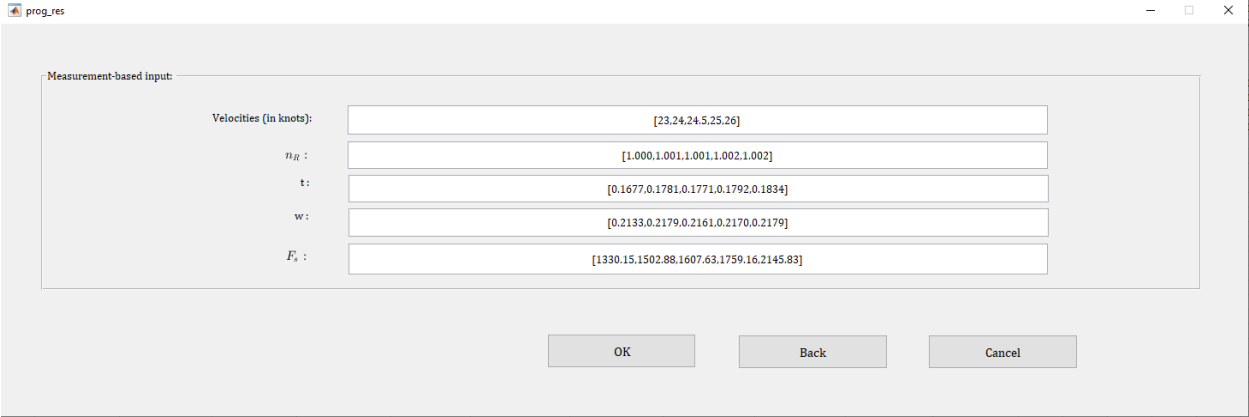 prog_res
Measurement-based input:
Velocities (in knots): [23,24,24.5,25,26]
n_R : [1.000,1.001,1.001,1.002,1.002]
t : [0.1677,0.1781,0.1771,0.1792,0.1834]
w : [0.2133,0.2179,0.2161,0.2170,0.2179]
F_s : [1330.15,1502.88,1607.63,1759.16,2145.83]
OK Back Cancel